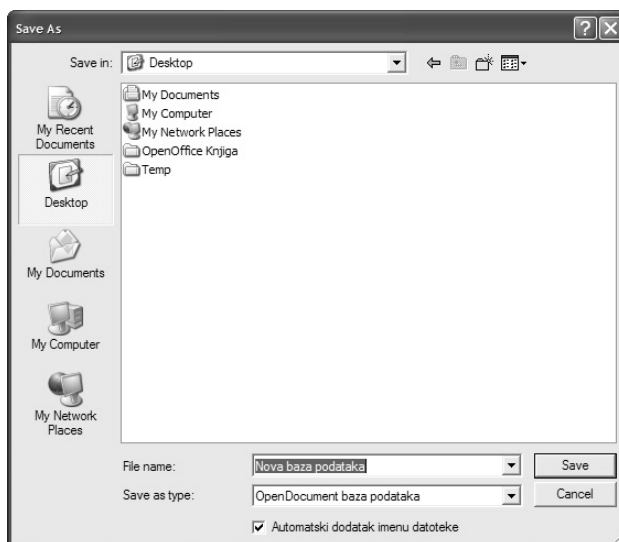 Save As
Save in:
Desktop
My Recent
Documents
Desktop
My Documents
My Computer
My Network
Places
My Documents
My Computer
My Network Places
OpenOffice Knjiga
Temp
File name:
Nova baza podataka
Save
Save as type:
OpenDocument baza podataka
Cancel
Automatski dodatak imenu datoteke